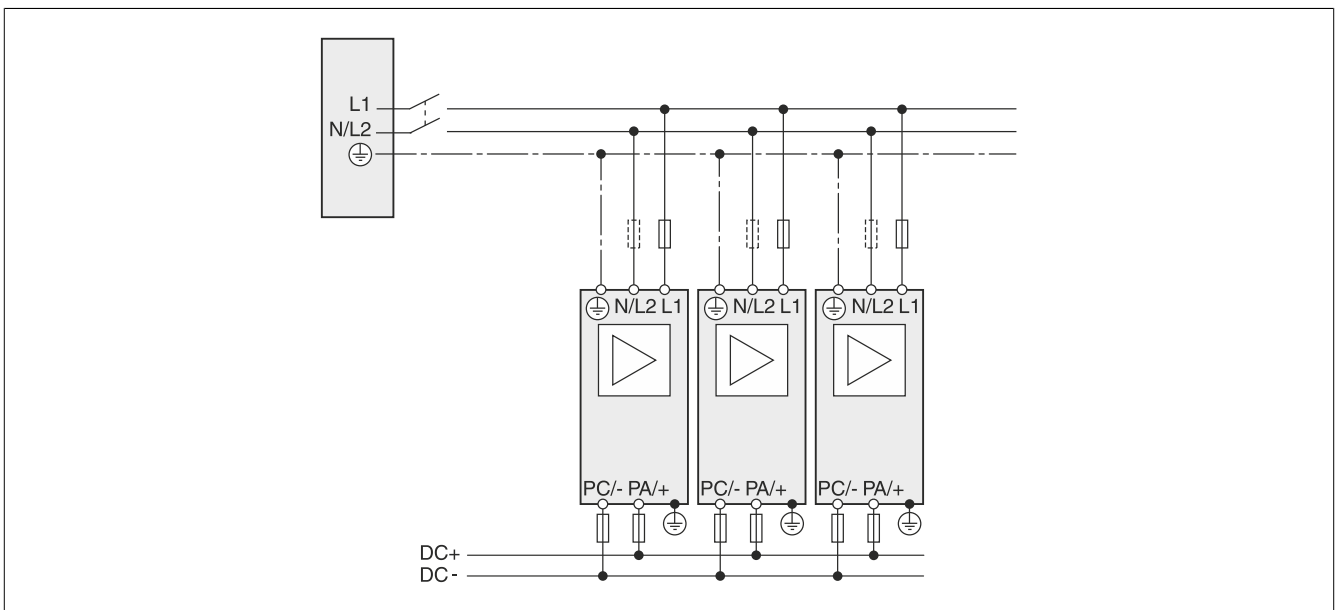 L1
N/L2
N/L2 L1
N/L2 L1
N/L2 L1
PC/- PA/+
PC/- PA/+
PC/- PA/+
DC+
DC-